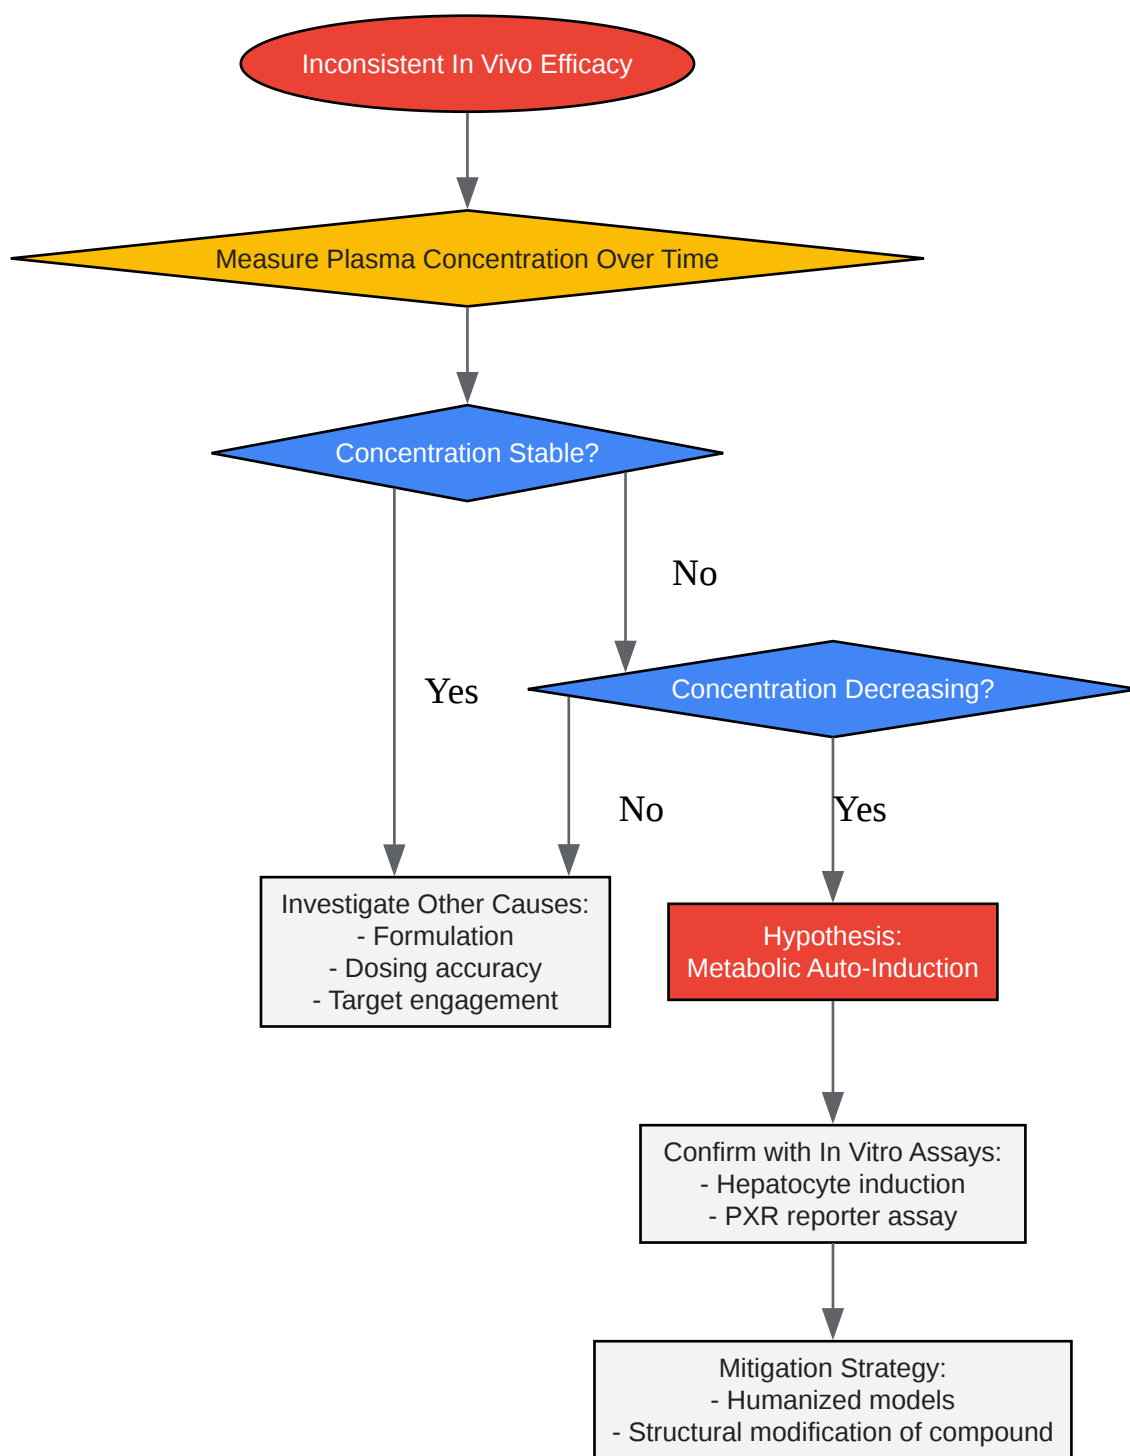 Inconsistent In Vivo Efficacy
Measure Plasma Concentration Over Time
Concentration Stable?
No
Yes
Concentration Decreasing?
No
Yes
Investigate Other Causes:
- Formulation
- Dosing accuracy
- Target engagement
Hypothesis:
Metabolic Auto-Induction
Confirm with In Vitro Assays:
- Hepatocyte induction
- PXR reporter assay
Mitigation Strategy:
- Humanized models
- Structural modification of compound